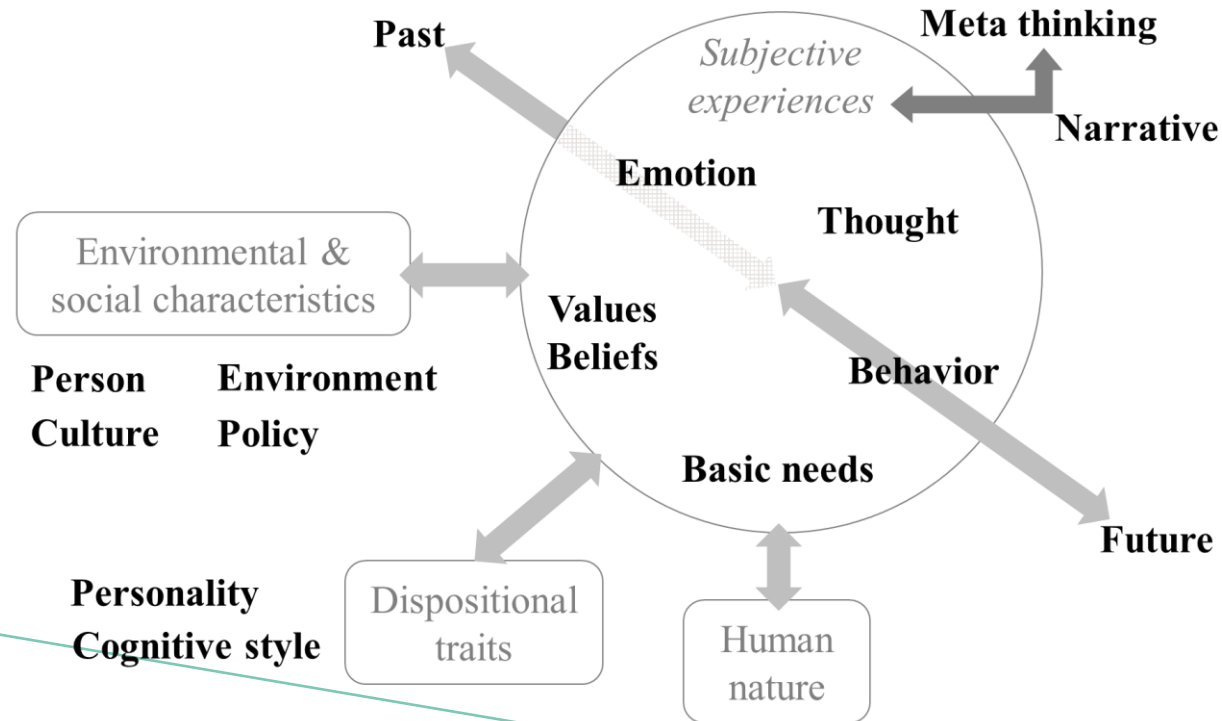 Past
Meta thinking
Subjective
experiences
Narrative
Emotion
Thought
Environmental &
social characteristics
Values
Beliefs
Person Environment
Culture Policy
Behavior
Basic needs
Future
Personality
Cognitive style
Dispositional
traits
Human
nature